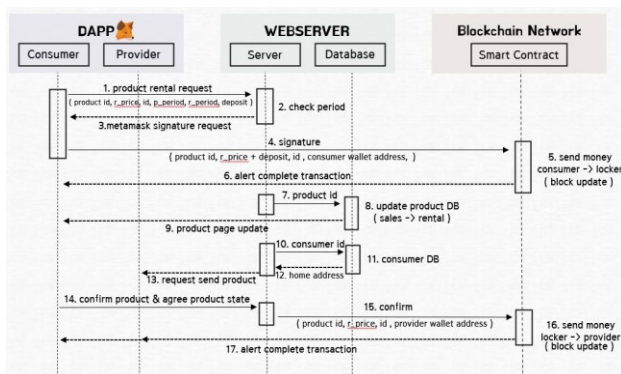 DAPP
WEBSERVER
Blockchain Network
Consumer
Provider
Server
Database
Smart Contract
1. product rental request
( product id, r_price, id, p_period, r_period, deposit )
2. check period
3.metamask signature request
4. signature
( product id, r_price + deposit, id , consumer wallet address, )
5. send money
consumer -> locker
( block update )
6. alert complete transaction
7. product id
8. update product DB
( sales -> rental )
9. product page update
10. consumer id
11. consumer DB
12. home address
13. request send product
14. confirm product & agree product state
15. confirm
( product id, r_price, id , provider wallet address )
16. send money
locker -> provider
( block update )
17. alert complete transaction